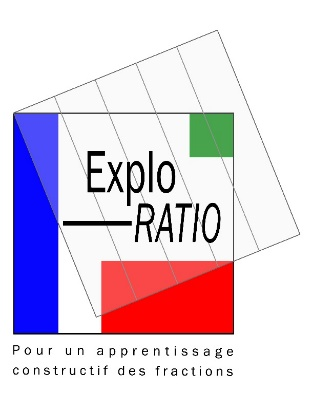 Explo
RATIO
Pour un apprentissage
constructif des fractions